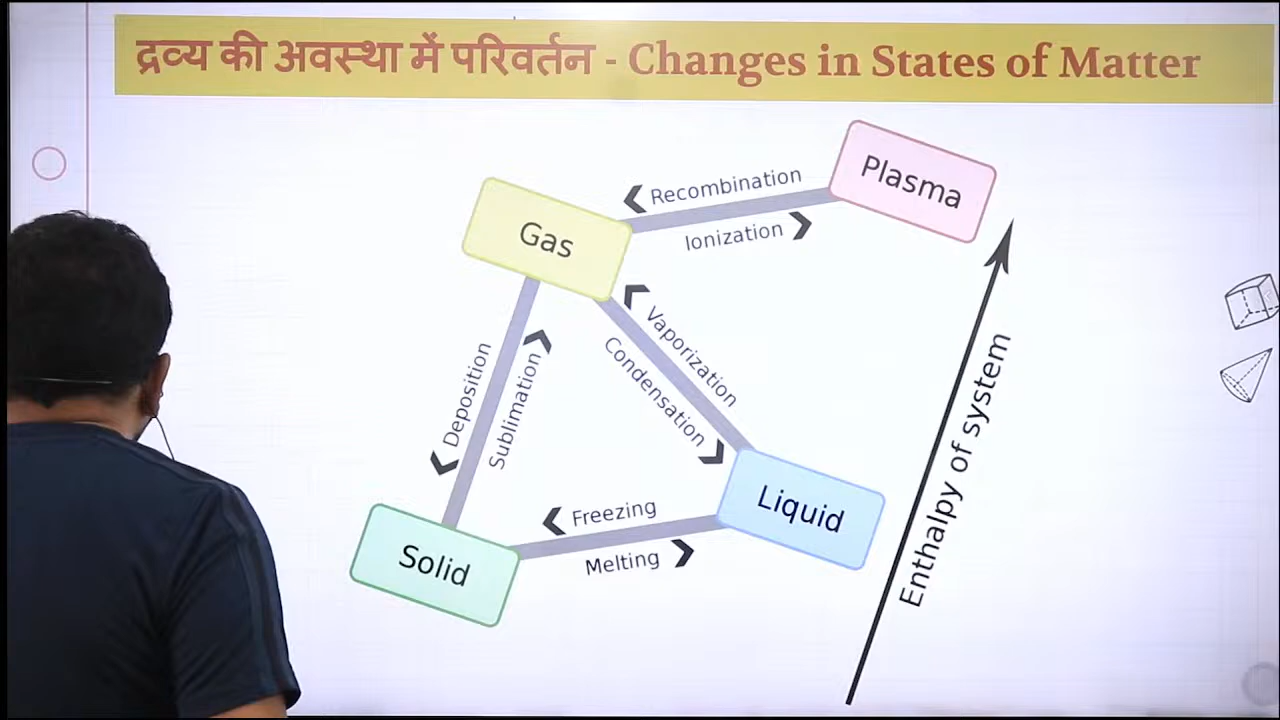 द्रव्य की अवस्था में परिवर्तन - Changes in States of Matter
Plasma
Recombination
Ionization
Gas
Vaporization
Condensation
Deposition
Sublimation
Enthalpy of system
Liquid
Freezing
Melting
Solid